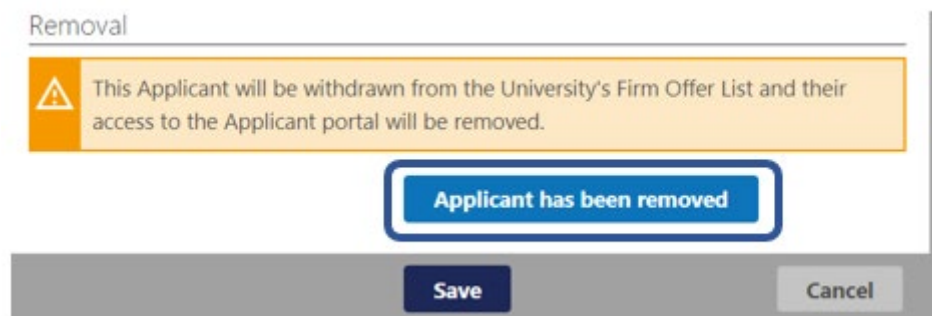 Removal
This Applicant will be withdrawn from the University's Firm Offer List and their
access to the Applicant portal will be removed.
Applicant has been removed
Save
Cancel